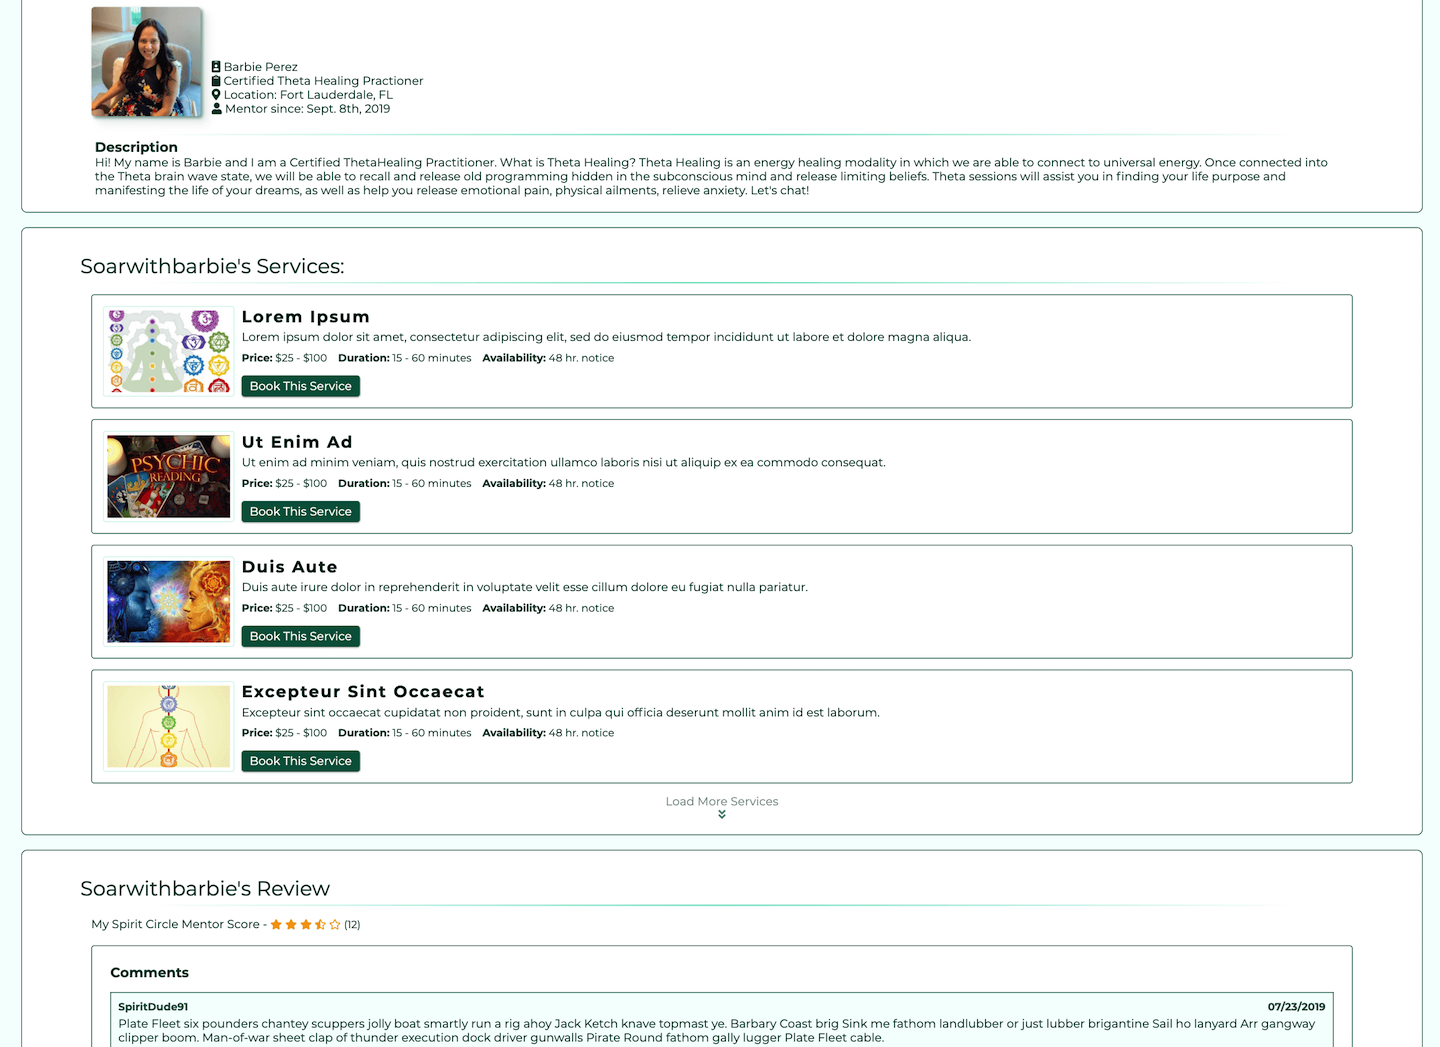 Barbie Perez
Certified Theta Healing Practioner
Location: Fort Lauderdale, FL
Mentor since: Sept. 8th, 2019
Description
Hi! My name is Barbie and I am a Certified ThetaHealing Practitioner. What is Theta Healing? Theta Healing is an energy healing modality in which we are able to connect to universal energy. Once connected into
the Theta brain wave state, we will be able to recall and release old programming hidden in the subconscious mind and release limiting beliefs. Theta sessions will assist you in finding your life purpose and
manifesting the life of your dreams, as well as help you release emotional pain, physical ailments, relieve anxiety. Let's chat!
Soarwithbarbie's Services:
Lorem Ipsum
Lorem ipsum dolor sit amet, consectetur adipiscing elit, sed do eiusmod tempor incididunt ut labore et dolore magna aliqua.
Price: $25 - $100 Duration: 15 - 60 minutes Availability: 48 hr. notice
Book This Service
PSYCHIC
READING
Ut Enim Ad
Ut enim ad minim veniam, quis nostrud exercitation ullamco laboris nisi ut aliquip ex ea commodo consequat.
Price: $25 - $100 Duration: 15 - 60 minutes Availability: 48 hr. notice
Book This Service
Duis Aute
Duis aute irure dolor in reprehenderit in voluptate velit esse cillum dolore eu fugiat nulla pariatur.
Price: $25 - $100 Duration: 15 - 60 minutes Availability: 48 hr. notice
Book This Service
Excepteur Sint Occaecat
Excepteur sint occaecat cupidatat non proident, sunt in culpa qui officia deserunt mollit anim id est laborum.
Price: $25 - $100 Duration: 15 - 60 minutes Availability: 48 hr. notice
Book This Service
Load More Services
Soarwithbarbie's Review
My Spirit Circle Mentor Score - (12)
Comments
SpiritDude91 07/23/2019
Plate Fleet six pounders chantey scuppers jolly boat smartly run a rig ahoy Jack Ketch knave topmast ye. Barbary Coast brig Sink me fathom landlubber or just lubber brigantine Sail ho lanyard Arr gangway
clipper boom. Man-of-war sheet clap of thunder execution dock driver gunwalls Pirate Round fathom gally lugger Plate Fleet cable.